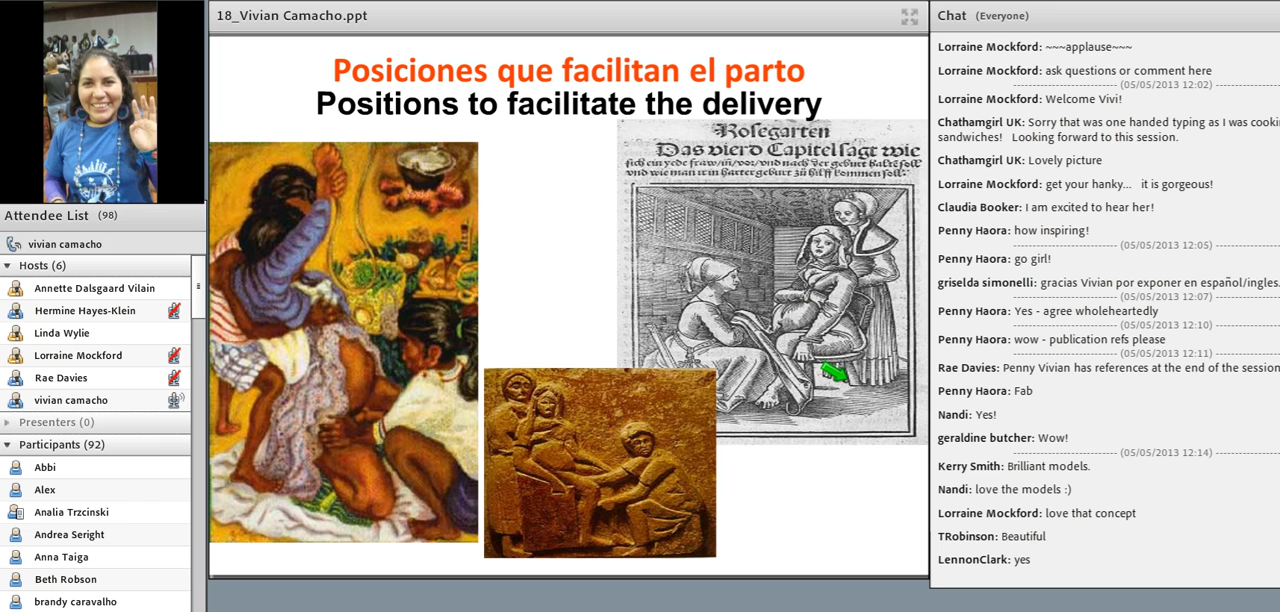 18_Vivian Camacho.ppt
Posiciones que facilitan el parto
Positions to facilitate the delivery
Rosegarten
Das vierd Capitel sagt wie
Attendee List (98)
vivian camacho
Hosts (6)
Annette Dalsgaard Vilain
Hermine Hayes-Klein
Linda Wylie
Lorraine Mockford
Rae Davies
vivian camacho
Presenters (0)
Participants (92)
Abbi
Alex
Analia Trzcinski
Andrea Seright
Anna Taiga
Beth Robson
brandy caravalho
Chat (Everyone)
Lorraine Mockford: ~~~applause~~~
Lorraine Mockford: ask questions or comment here
(05/05/2013 12:02)
Lorraine Mockford: Welcome Vivi!
Chathamgirl UK: Sorry that was one handed typing as I was cooki
sandwiches! Looking forward to this session.
Chathamgirl UK: Lovely picture
Lorraine Mockford: get your hanky... it is gorgeous!
Claudia Booker: I am excited to hear her!
Penny Haora: how inspiring!
(05/05/2013 12:05)
Penny Haora: go girl!
griselda simonelli: gracias Vivian por exponer en español/ingles.
(05/05/2013 12:07)
Penny Haora: Yes - agree wholeheartedly
(05/05/2013 12:10)
Penny Haora: wow - publication refs please
(05/05/2013 12:11)
Rae Davies: Penny Vivian has references at the end of the session
Penny Haora: Fab
Nandi: Yes!
geraldine butcher: Wow!
(05/05/2013 12:14)
Kerry Smith: Brilliant models.
Nandi: love the models :)
Lorraine Mockford: love that concept
TRobinson: Beautiful
LennonClark: yes